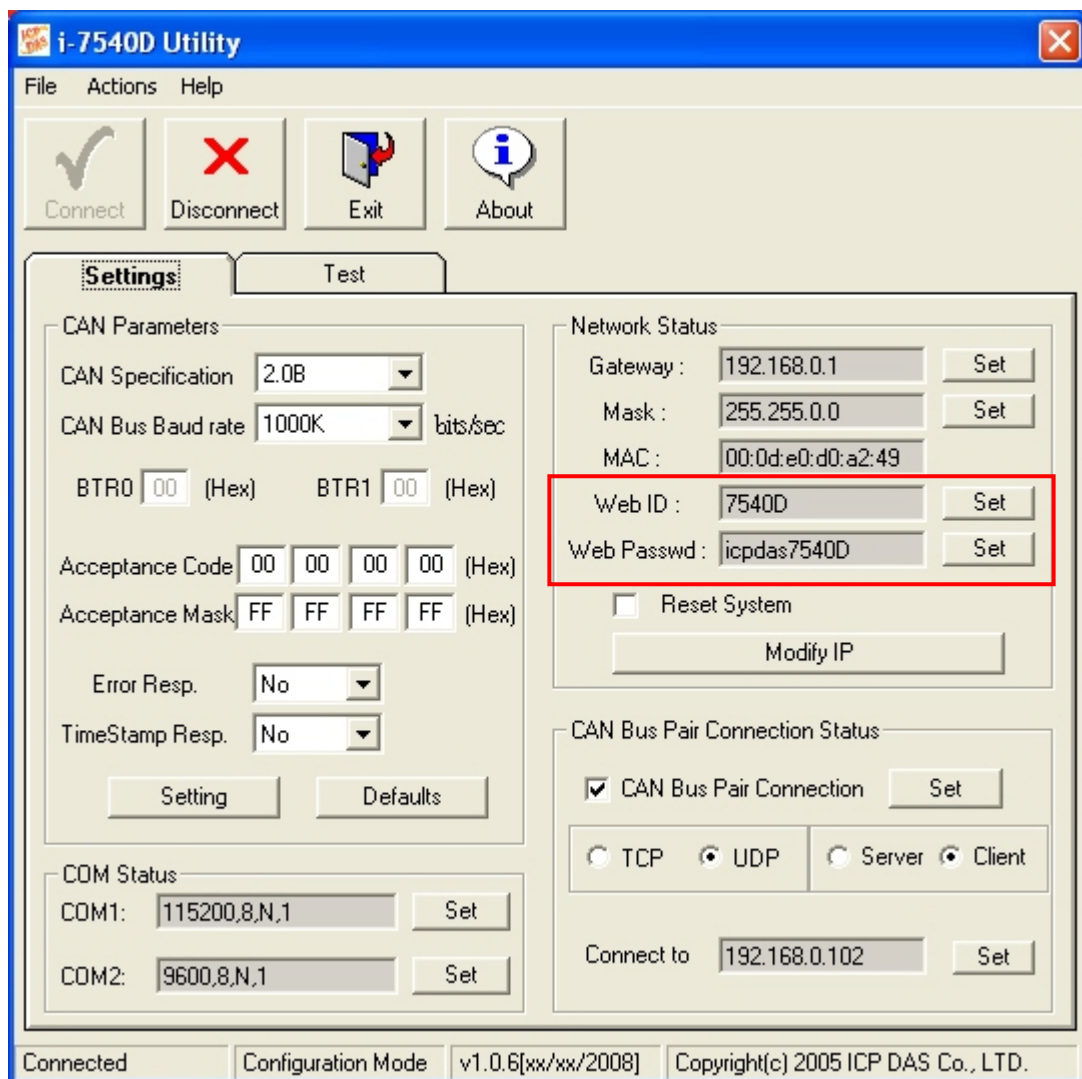 ICP DAS i-7540D Utility
File Actions Help
Connect Disconnect Exit About
Settings Test
CAN Parameters
CAN Specification 2.0B
CAN Bus Baud rate 1000K bits/sec
BTR0 00 (Hex) BTR1 00 (Hex)
Acceptance Code 00 00 00 00 (Hex)
Acceptance Mask FF FF FF FF (Hex)
Error Resp. No
TimeStamp Resp. No
Setting Defaults
COM Status
COM1: 115200,8,N,1 Set
COM2: 9600,8,N,1 Set
Network Status
Gateway : 192.168.0.1 Set
Mask : 255.255.0.0 Set
MAC : 00:0d:e0:d0:a2:49
Web ID : 7540D Set
Web Passwd : icpdas7540D Set
Reset System
Modify IP
CAN Bus Pair Connection Status
CAN Bus Pair Connection Set
TCP UDP Server Client
Connect to 192.168.0.102 Set
Connected Configuration Mode v1.0.6[xx/xx/2008] Copyright(c) 2005 ICP DAS Co., LTD.